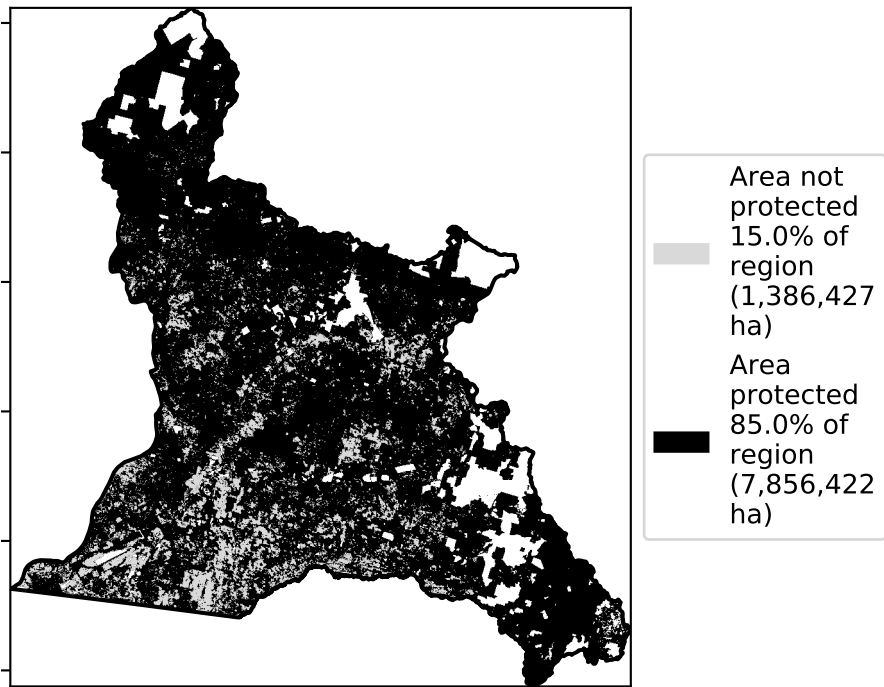 Area not
protected
15.0% of
region
(1,386,427
ha)
Area
protected
85.0% of
region
(7,856,422
ha)